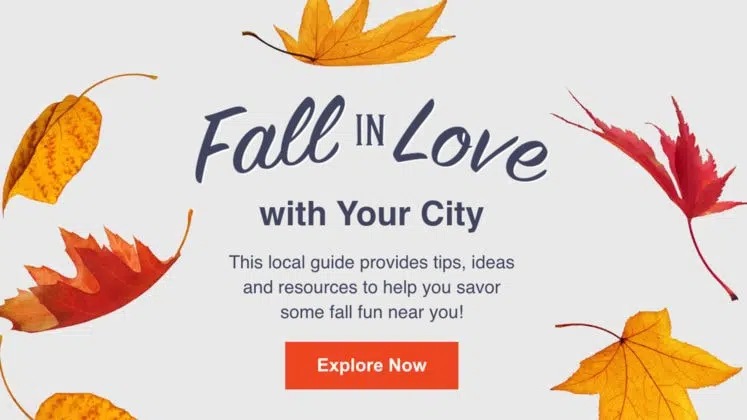 Fall IN Love
with Your City
This local guide provides tips, ideas
and resources to help you savor
some fall fun near you!
Explore Now